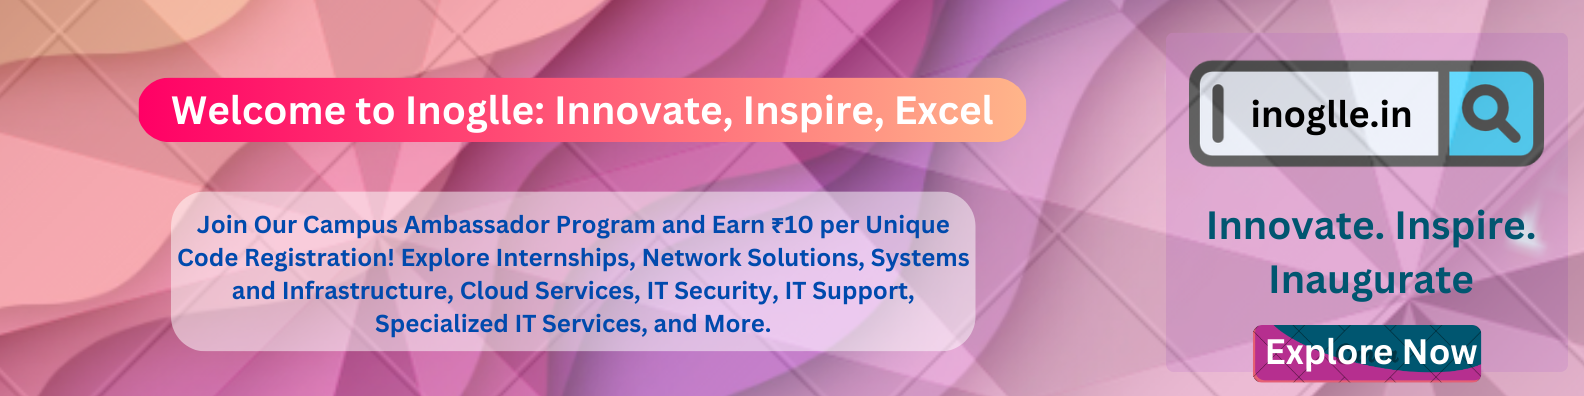 Welcome to Inoglle: Innovate, Inspire, Excel
Join Our Campus Ambassador Program and Earn ₹10 per Unique
Code Registration! Explore Internships, Network Solutions, Systems
and Infrastructure, Cloud Services, IT Security, IT Support,
Specialized IT Services, and More.
inoglle.in
Innovate. Inspire.
Inaugurate
Explore Now